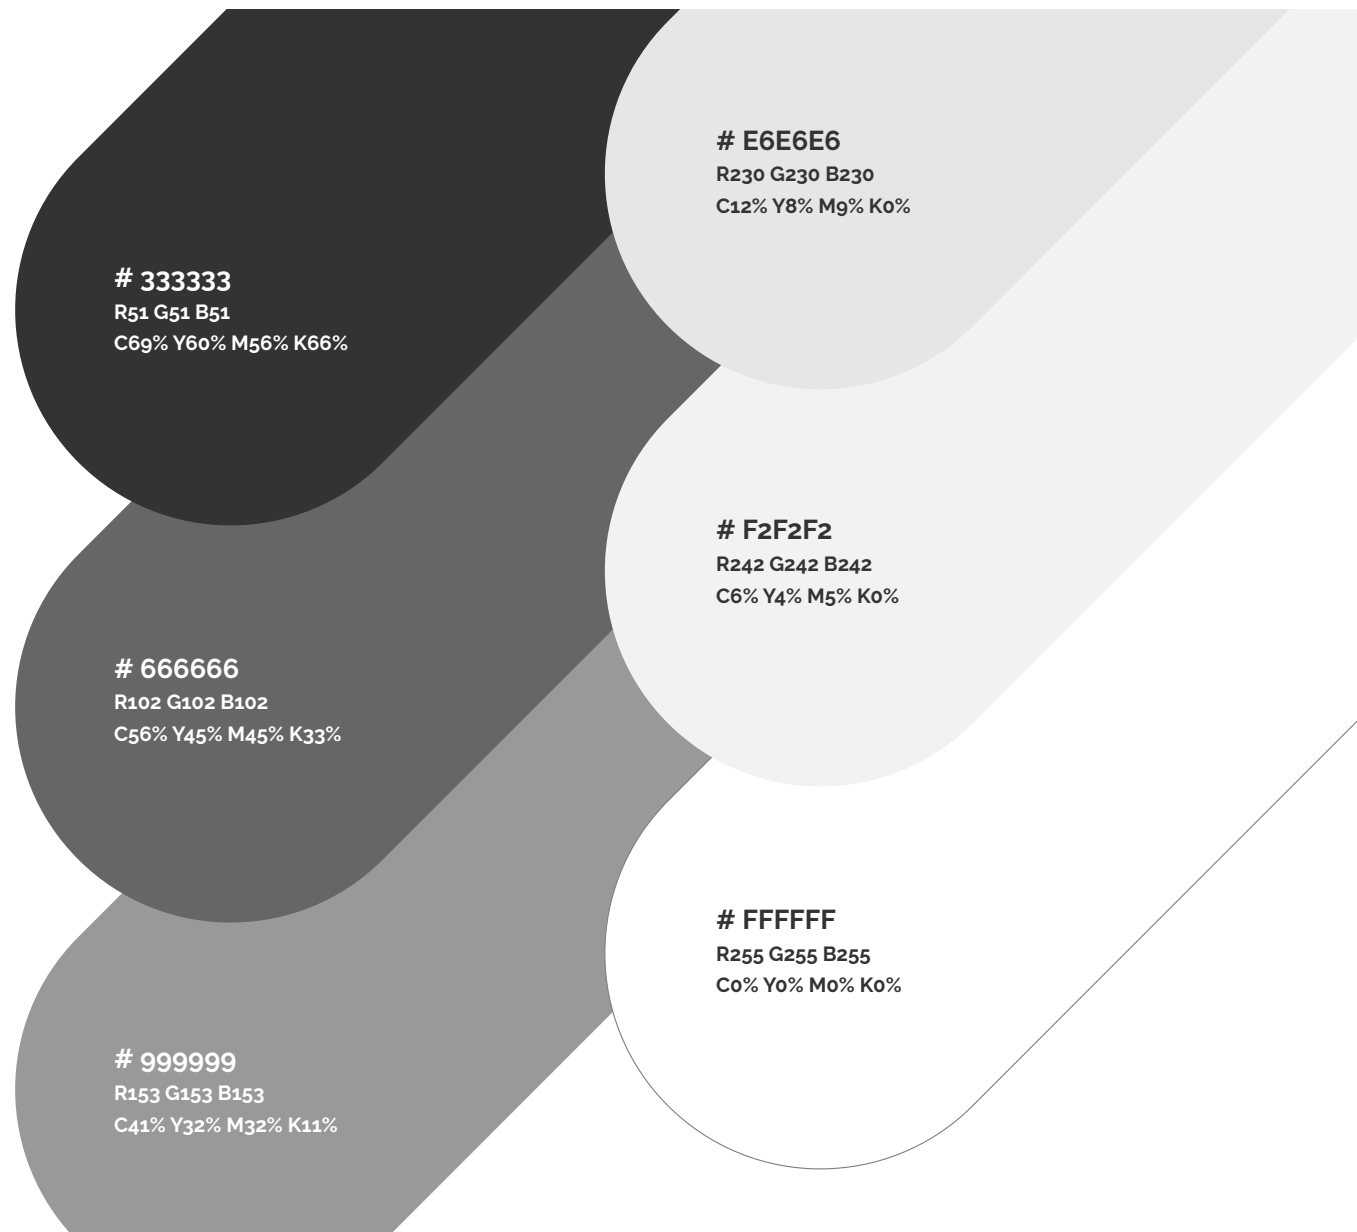 # 333333
R51 G51 B51
C69% Y60% M56% K66%
# 666666
R102 G102 B102
C56% Y45% M45% K33%
# 999999
R153 G153 B153
C41% Y32% M32% K11%
# E6E6E6
R230 G230 B230
C12% Y8% M9% K0%
# F2F2F2
R242 G242 B242
C6% Y4% M5% K0%
# FFFFFF
R255 G255 B255
C0% Y0% M0% K0%